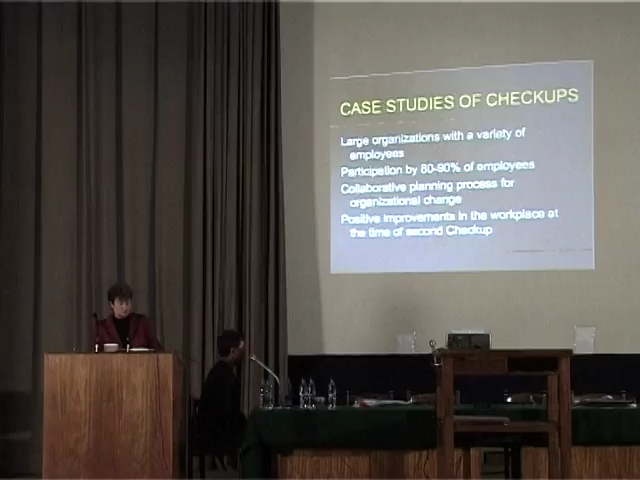 CASE STUDIES OF CHECKUPS
Large organizations with a variety of
employees
Participation by 80-90% of employees
Collaborative planning process for
organizational change
Positive improvements in the workplace at
the time of second Checkup